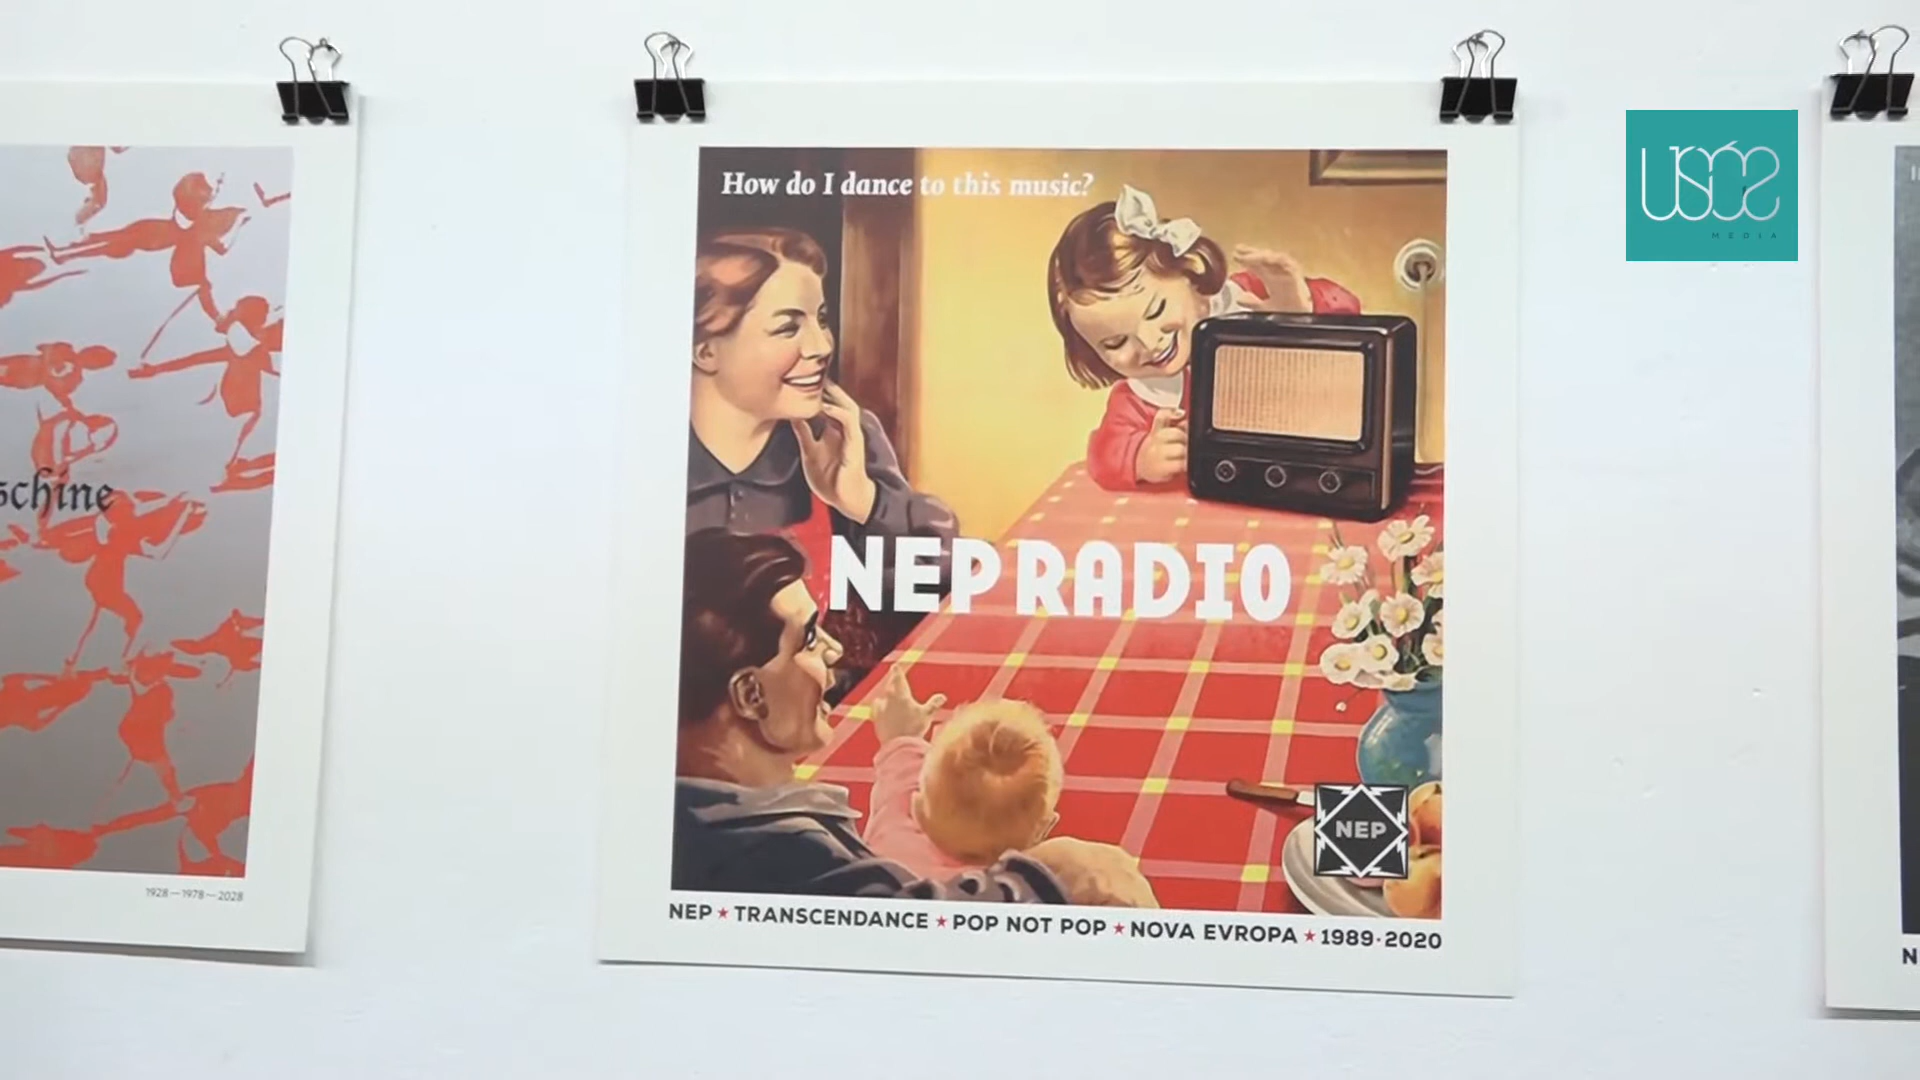 schine
1928—1978—2028
How do I dance to this music?
NEP RADIO
NEP
NEP ★ TRANSCENDANCE ★ POP NOT POP ★ NOVA EVROPA ★ 1989·2020
MEDIA
N